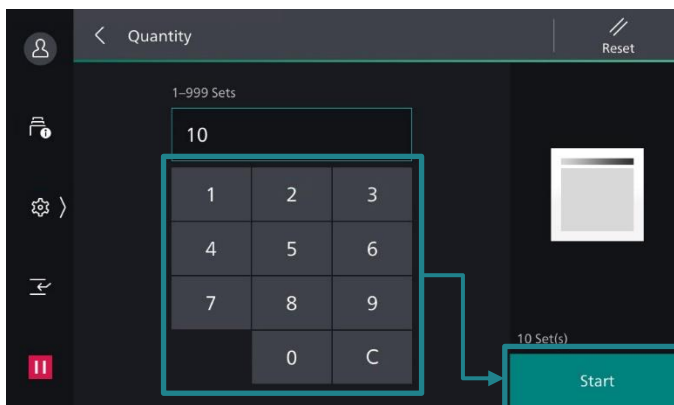 Quantity
Reset
1–999 Sets
10
1 2 3
4 5 6
7 8 9
0 C
10 Set(s)
Start